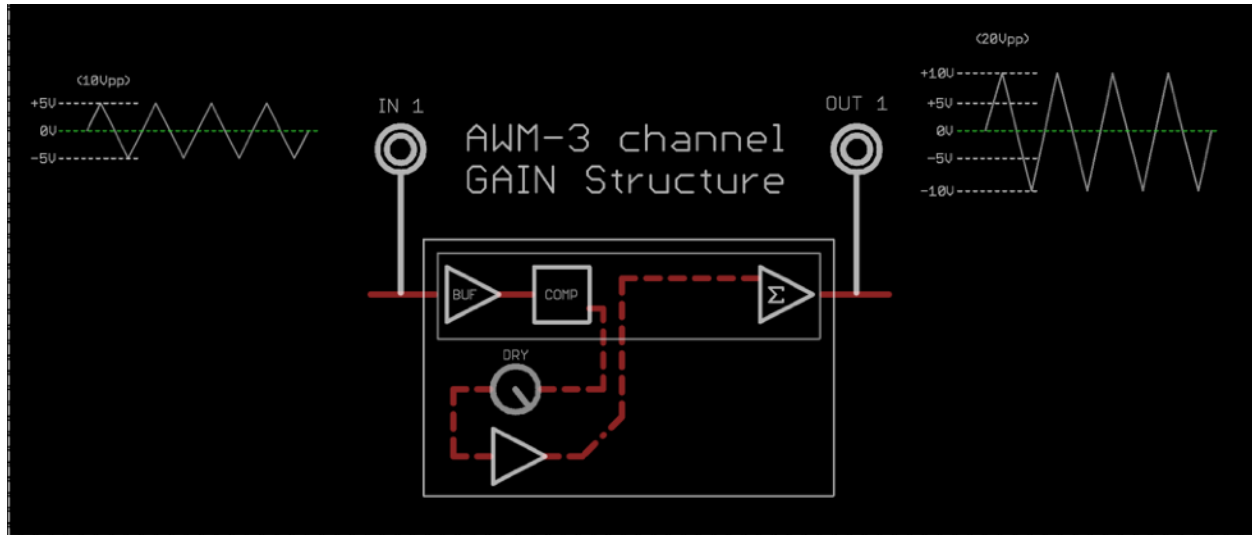 (10Vpp)
+5V
0V
-5V
IN 1
AWM-3 channel
GAIN Structure
OUT 1
(20Vpp)
+10V
+5V
0V
-5V
-10V
BUF
COMP
Σ
DRY